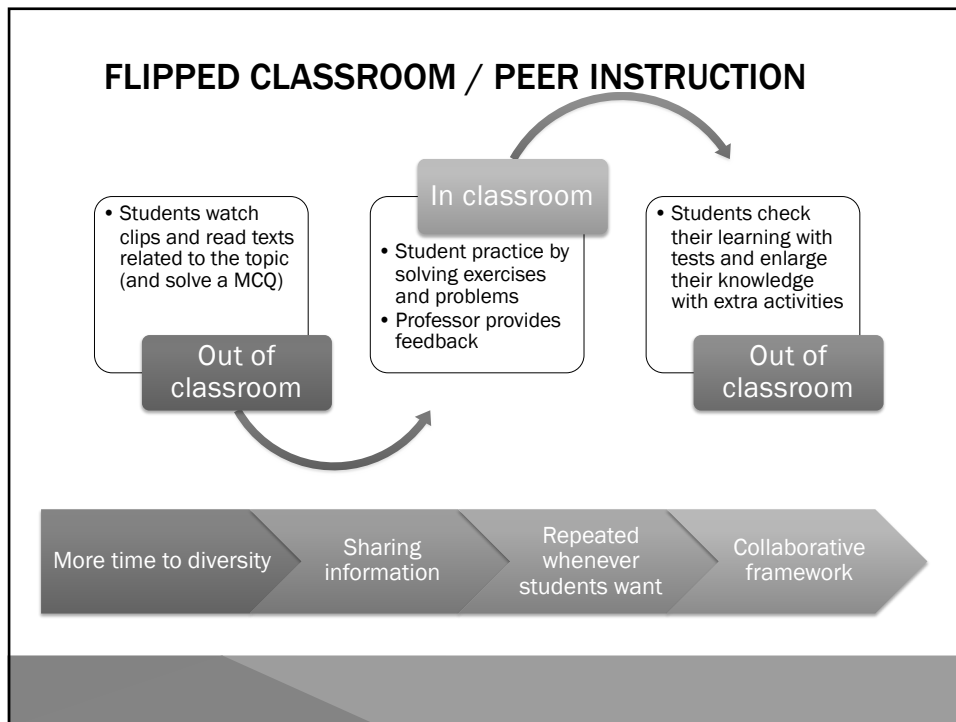 FLIPPED CLASSROOM / PEER INSTRUCTION
• Students watch
clips and read texts
related to the topic
(and solve a MCQ)
Out of
classroom
In classroom
• Student practice by
solving exercises
and problems
• Professor provides
feedback
• Students check
their learning with
tests and enlarge
their knowledge
with extra activities
Out of
classroom
More time to diversity
Sharing
information
Repeated
whenever
students want
Collaborative
framework